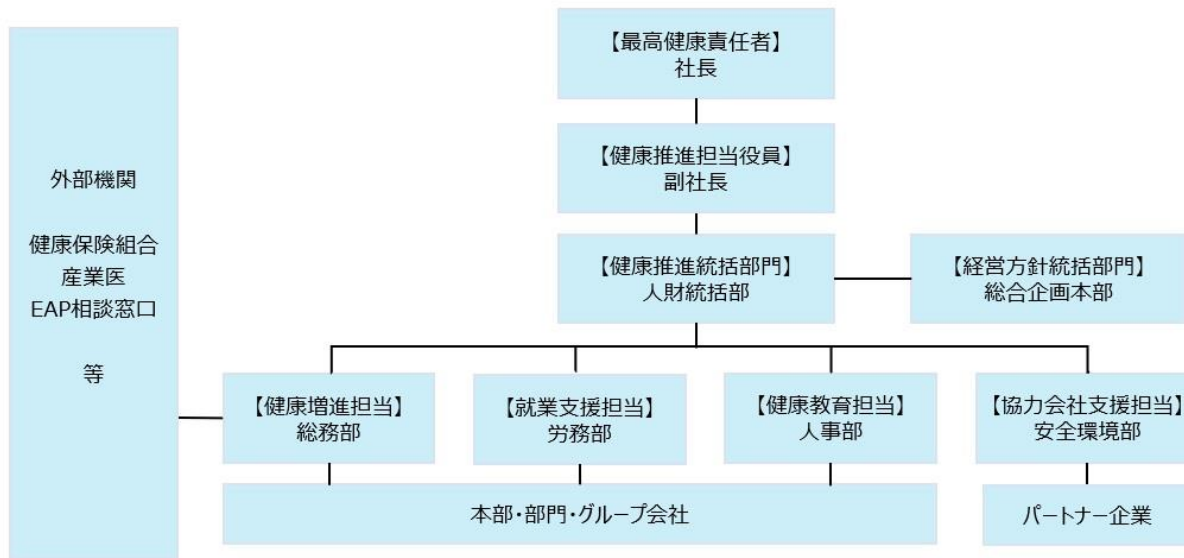 【最高健康責任者】
社長
【健康推進担当役員】
副社長
外部機関
健康保険組合
産業医
EAP相談窓口
等
【健康推進統括部門】
人財統括部
【経営方針統括部門】
総合企画本部
【健康増進担当】
総務部
【就業支援担当】
労務部
【健康教育担当】
人事部
【協力会社支援担当】
安全環境部
本部・部門・グループ会社
パートナー企業